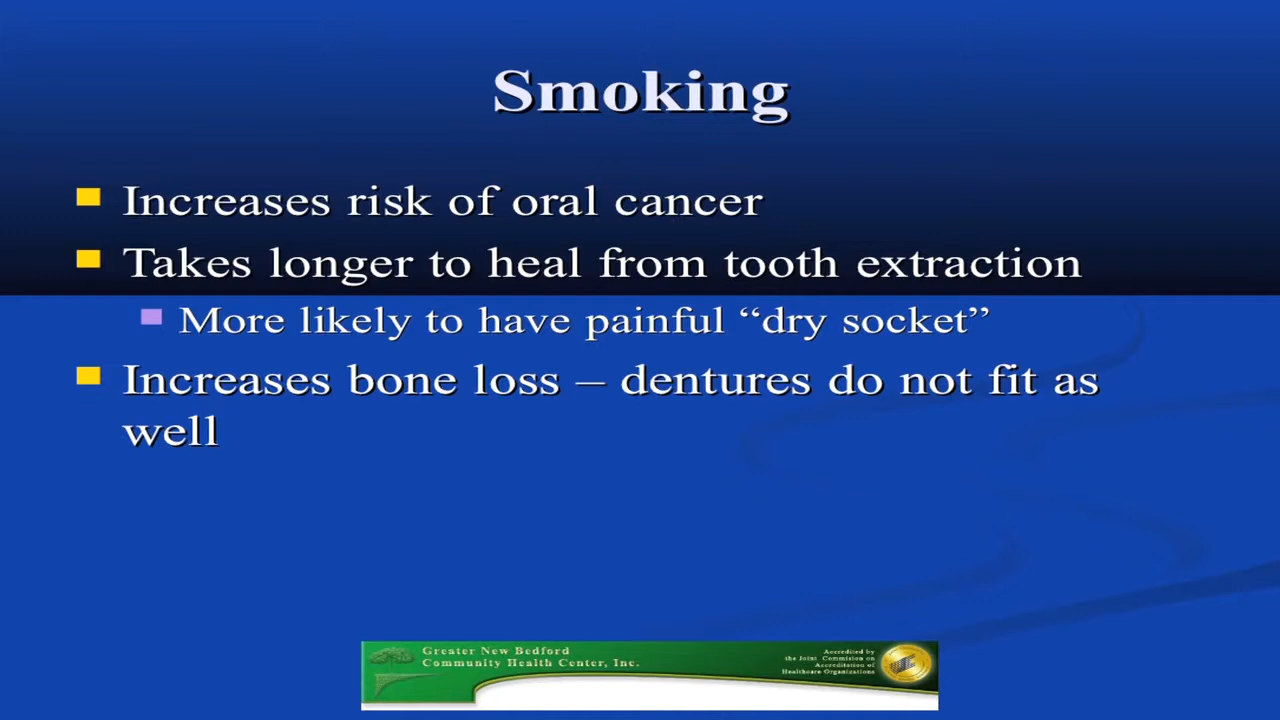 Smoking
Increases risk of oral cancer
Takes longer to heal from tooth extraction
More likely to have painful “dry socket”
Increases bone loss – dentures do not fit as
well
Greater New Bedford
Community Health Center, Inc.
Accredited by
the Joint Commision on
Accreditation of
Healthcare Organizations